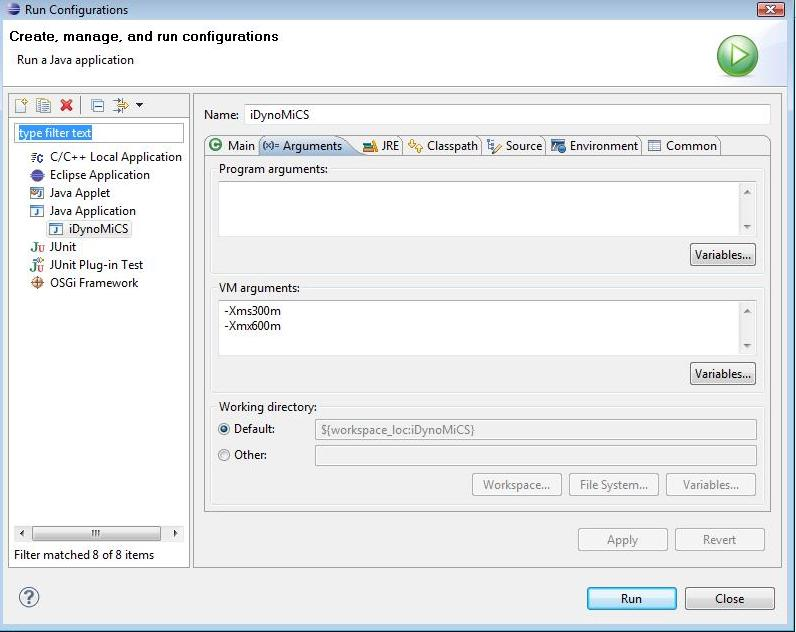 Run Configurations
Create, manage, and run configurations
Run a Java application
type filter text
C/C++ Local Application
Eclipse Application
Java Applet
Java Application
iDynoMiCS
JUnit
JUnit Plug-in Test
OSGi Framework
Filter matched 8 of 8 items
Name: iDynoMiCS
Main (x)= Arguments JRE Classpath Source Environment Common
Program arguments:
Variables...
VM arguments:
-Xms300m
-Xmx600m
Variables...
Working directory:
Default: ${workspace_loc:iDynoMiCS}
Other:
Workspace... File System... Variables...
Apply Revert
Run Close